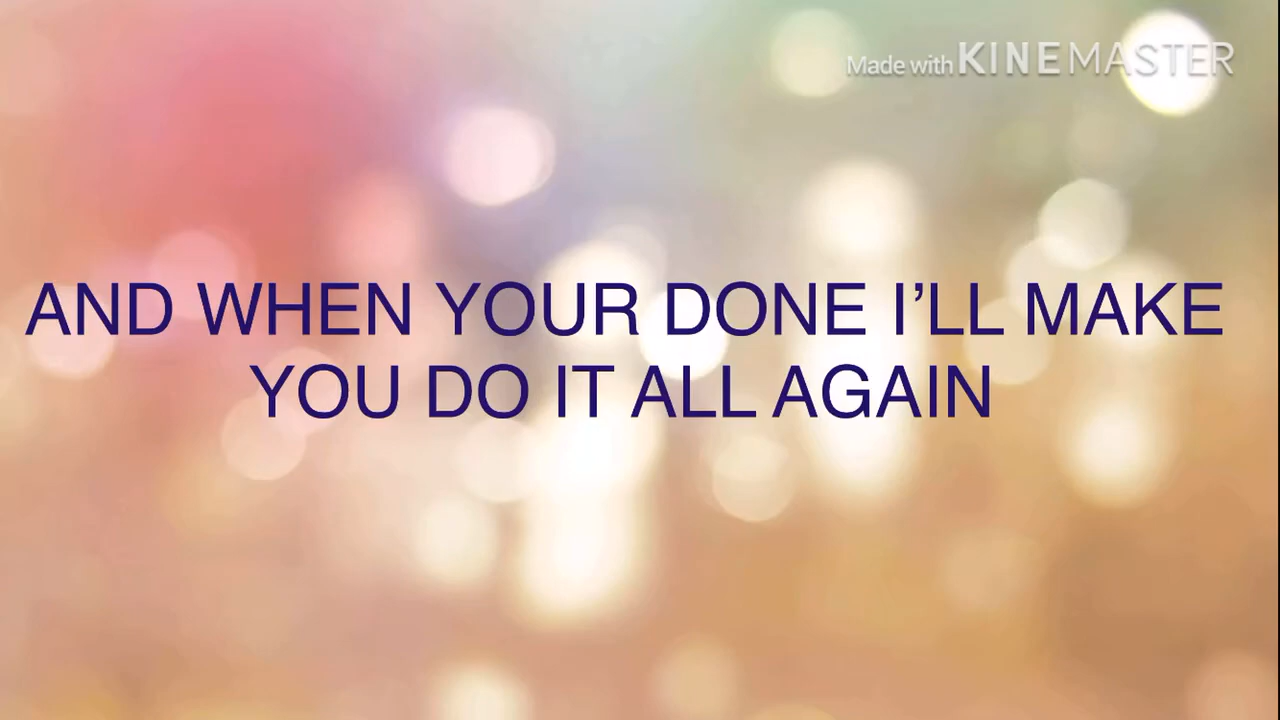 Made with KINEMASTER
AND WHEN YOUR DONE I’LL MAKE
YOU DO IT ALL AGAIN